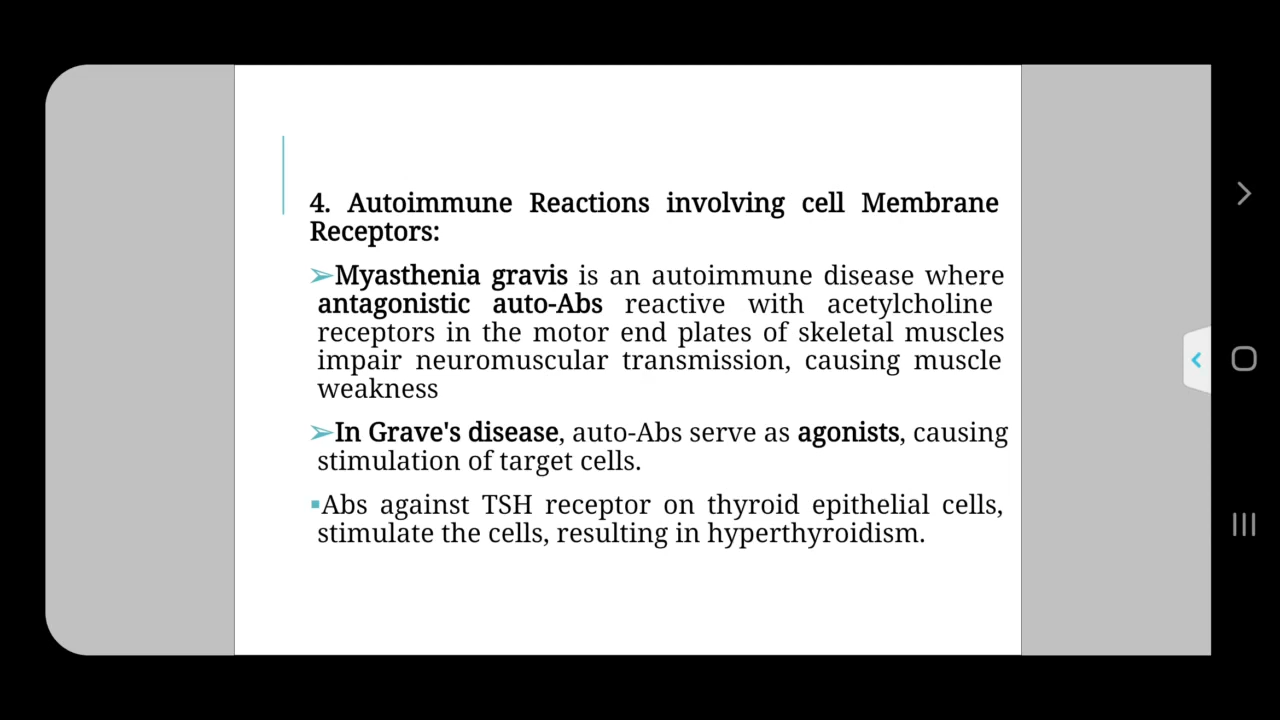 4. Autoimmune Reactions involving cell Membrane
Receptors:
➢Myasthenia gravis is an autoimmune disease where
antagonistic auto-Abs reactive with acetylcholine
receptors in the motor end plates of skeletal muscles
impair neuromuscular transmission, causing muscle
weakness
➢In Grave's disease, auto-Abs serve as agonists, causing
stimulation of target cells.
▪Abs against TSH receptor on thyroid epithelial cells,
stimulate the cells, resulting in hyperthyroidism.